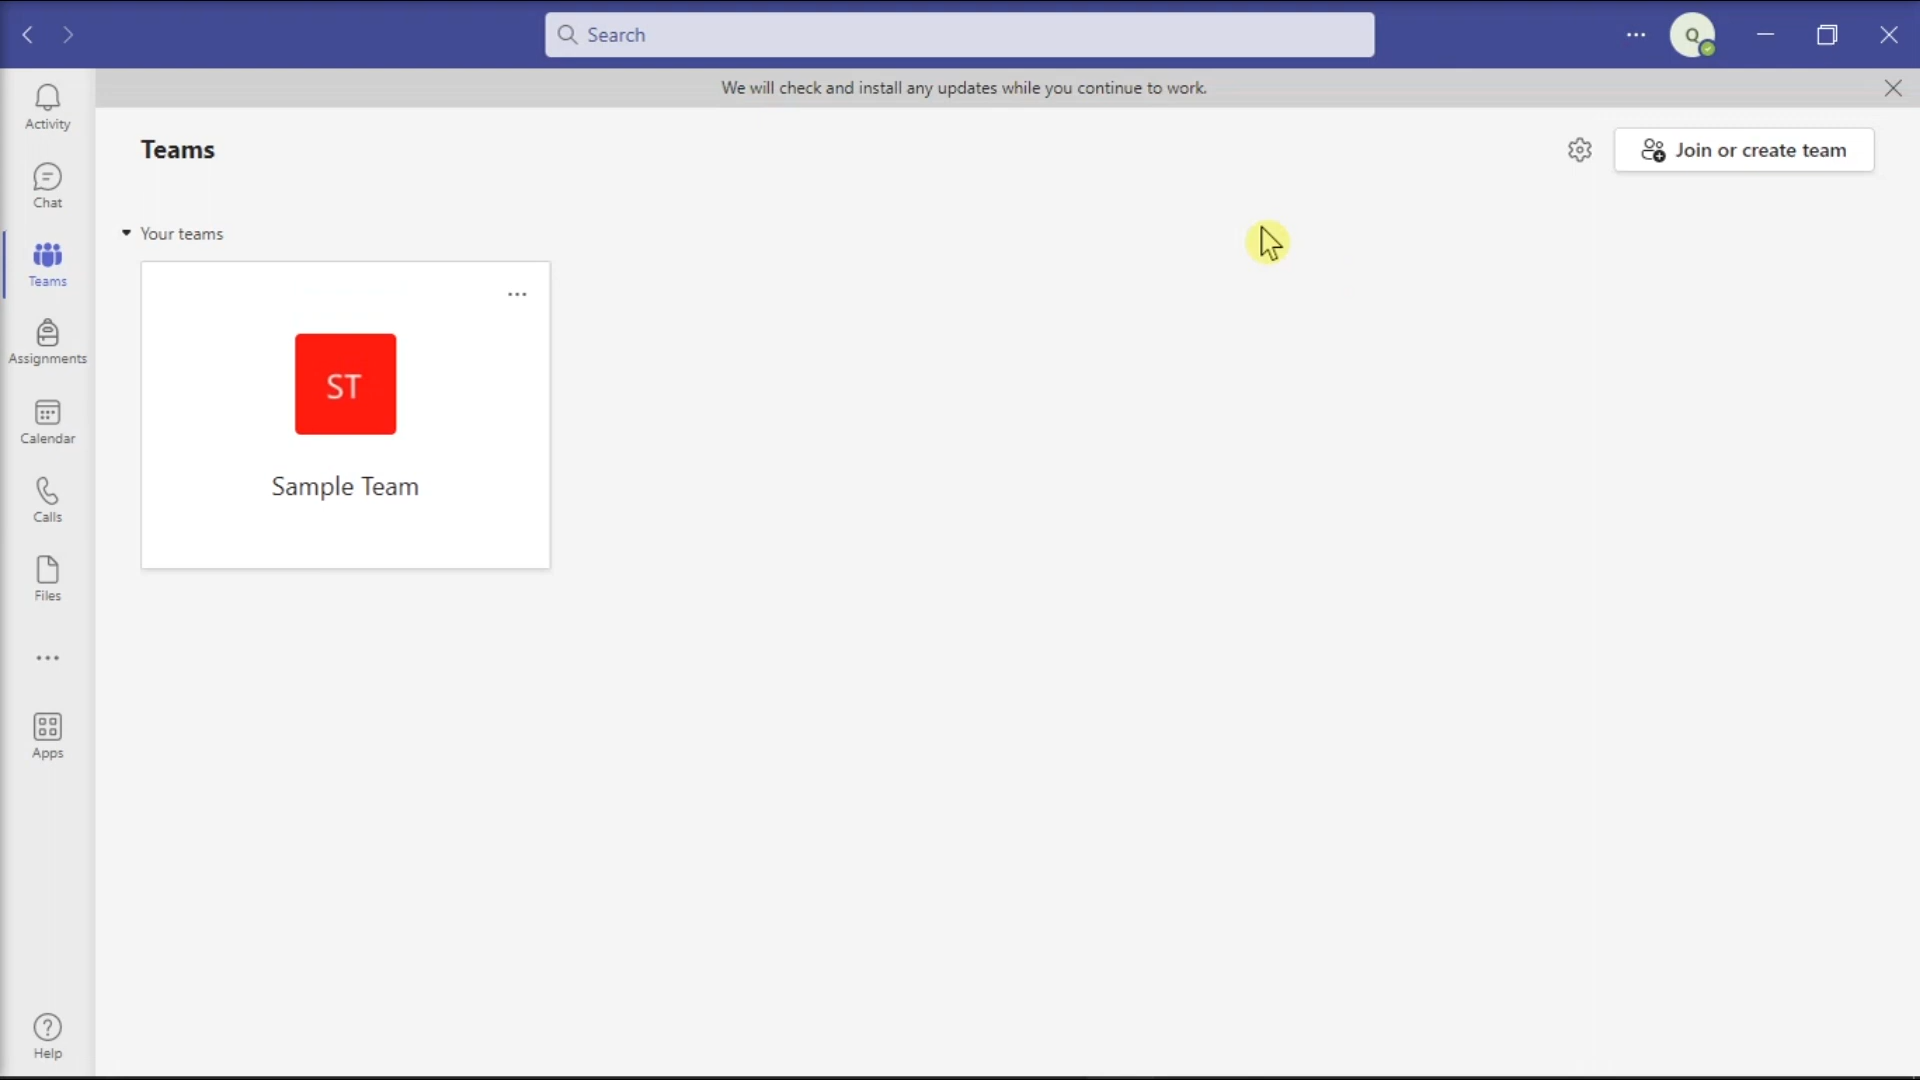 Search
Q
We will check and install any updates while you continue to work.
Activity
Chat
Teams
Assignments
Calendar
Calls
Files
Apps
Help
Teams
Join or create team
Your teams
ST
Sample Team